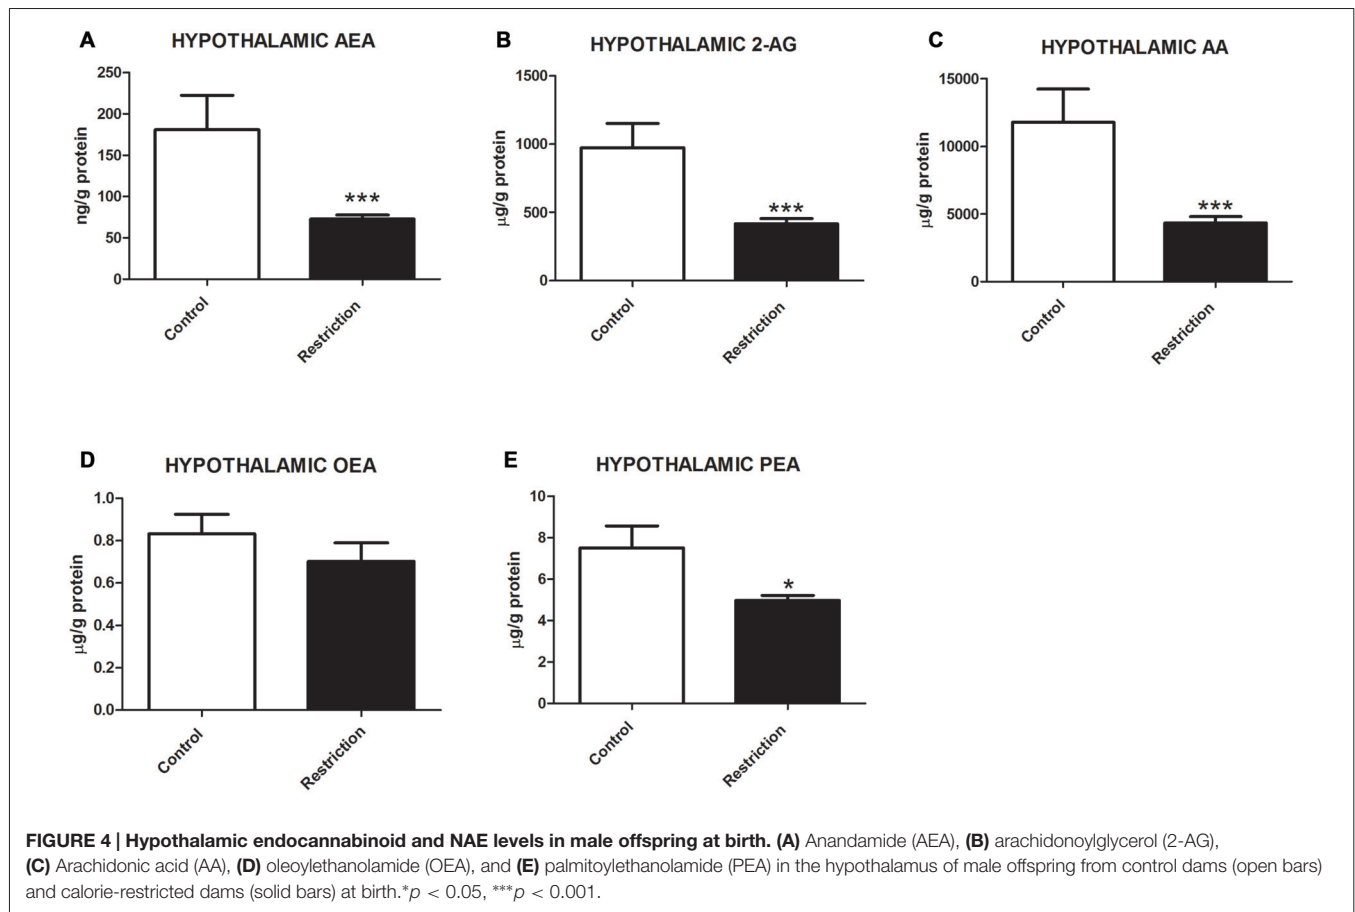 A
HYPOTHALAMIC AEA
250
200
150
100
50
0
ng/g protein
***
Control
Restriction
B
HYPOTHALAMIC 2-AG
1500
1000
500
0
µg/g protein
***
Control
Restriction
C
HYPOTHALAMIC AA
15000
10000
5000
0
µg/g protein
***
Control
Restriction
D
HYPOTHALAMIC OEA
1.0
0.8
0.6
0.4
0.2
0.0
µg/g protein
Control
Restriction
E
HYPOTHALAMIC PEA
10
8
6
4
2
0
µg/g protein
*
Control
Restriction
FIGURE 4 | Hypothalamic endocannabinoid and NAE levels in male offspring at birth. (A) Anandamide (AEA), (B) arachidonoylglycerol (2-AG),
(C) Arachidonic acid (AA), (D) oleoylethanolamide (OEA), and (E) palmitoylethanolamide (PEA) in the hypothalamus of male offspring from control dams (open bars)
and calorie-restricted dams (solid bars) at birth.*p < 0.05, ***p < 0.001.